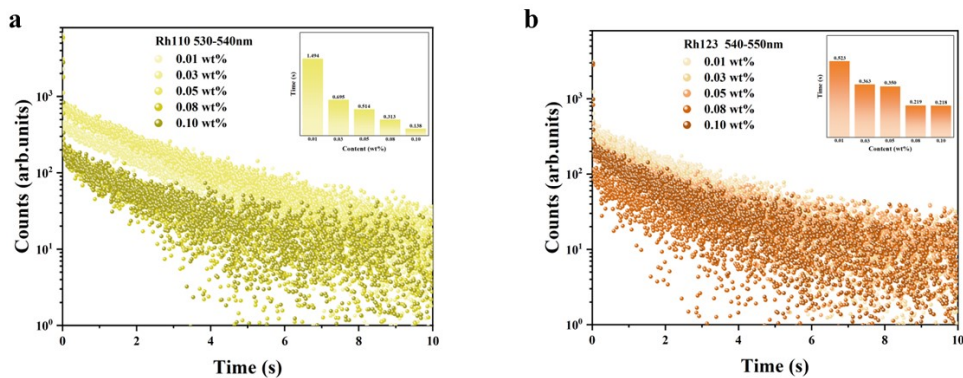 a
Rh110 530-540nm
0.01 wt%
0.03 wt%
0.05 wt%
0.08 wt%
0.10 wt%
Time (s)
1.494
0.695
0.514
0.313
0.138
0.01 0.03 0.05 0.08 0.10
Content (wt%)
Counts (arb.units)
10³
10²
10¹
10⁰
0 2 4 6 8 10
Time (s)
b
Rh123 540-550nm
0.01 wt%
0.03 wt%
0.05 wt%
0.08 wt%
0.10 wt%
Time (s)
0.523
0.363
0.350
0.219
0.210
0.01 0.03 0.05 0.08 0.10
Content (wt%)
Counts (arb.units)
10³
10²
10¹
10⁰
0 2 4 6 8 10
Time (s)